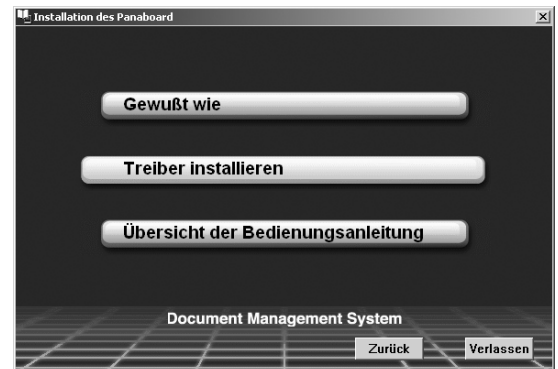 Installation des Panaboard
Gewußt wie
Treiber installieren
Übersicht der Bedienungsanleitung
Document Management System
Zurück
Verlassen